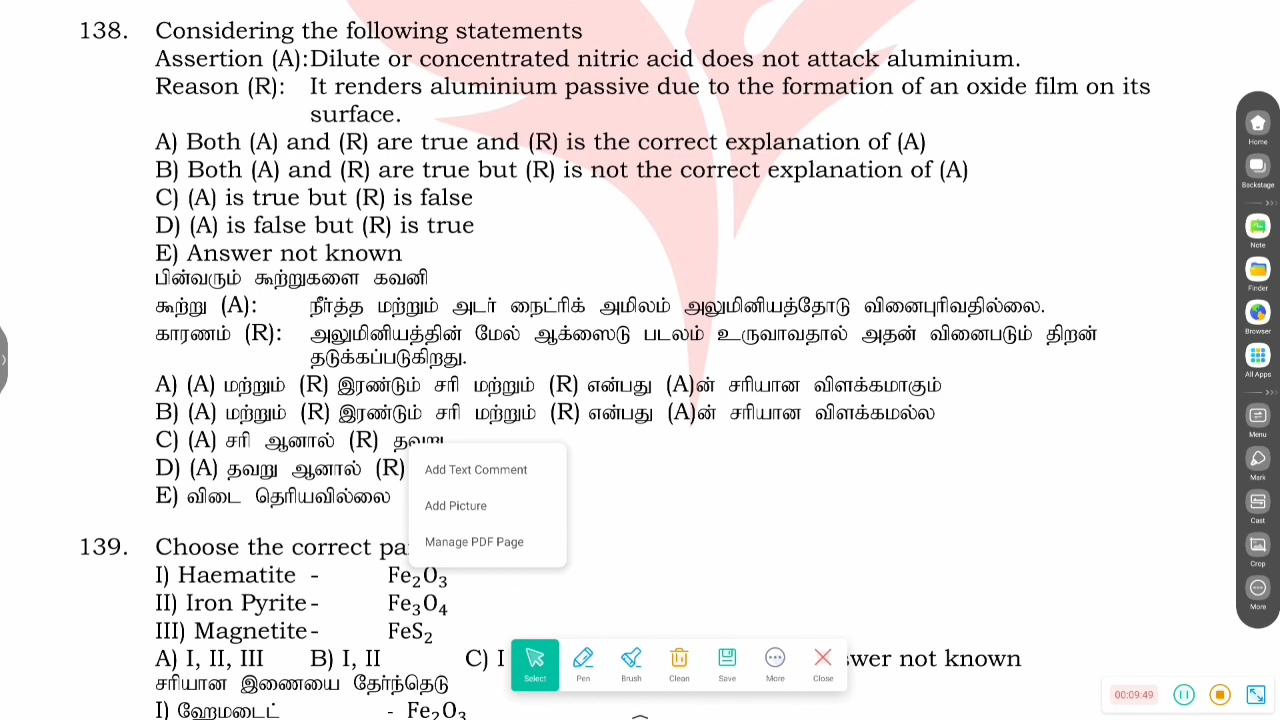 138. Considering the following statements
Assertion (A):Dilute or concentrated nitric acid does not attack aluminium.
Reason (R): It renders aluminium passive due to the formation of an oxide film on its
surface.
A) Both (A) and (R) are true and (R) is the correct explanation of (A)
B) Both (A) and (R) are true but (R) is not the correct explanation of (A)
C) (A) is true but (R) is false
D) (A) is false but (R) is true
E) Answer not known
பின்வரும் கூற்றுகளை கவனி
கூற்று (A): நீர்த்த மற்றும் அடர் நைட்ரிக் அமிலம் அலுமினியத்தோடு வினைபுரிவதில்லை.
காரணம் (R): அலுமினியத்தின் மேல் ஆக்ஸைடு படலம் உருவாவதால் அதன் வினைபடும் திறன்
தடுக்கப்படுகிறது.
A) (A) மற்றும் (R) இரண்டும் சரி மற்றும் (R) என்பது (A)ன் சரியான விளக்கமாகும்
B) (A) மற்றும் (R) இரண்டும் சரி மற்றும் (R) என்பது (A)ன் சரியான விளக்கமல்ல
C) (A) சரி ஆனால் (R) தவறு
D) (A) தவறு ஆனால் (R)
E) விடை தெரியவில்லை
Add Text Comment
Add Picture
Manage PDF Page
139. Choose the correct pa
I) Haematite - Fe₂O₃
II) Iron Pyrite - Fe₃O₄
III) Magnetite - FeS₂
A) I, II, III B) I, II C) I swer not known
சரியான இணையை தேர்ந்தெடு
I) ஹேமடைட் - Fe₂O₃
Select
Pen
Brush
Clean
Save
More
Close
Home
Backstage
Note
Finder
Browser
All Apps
Menu
Mark
Cast
Crop
More
00:09:49